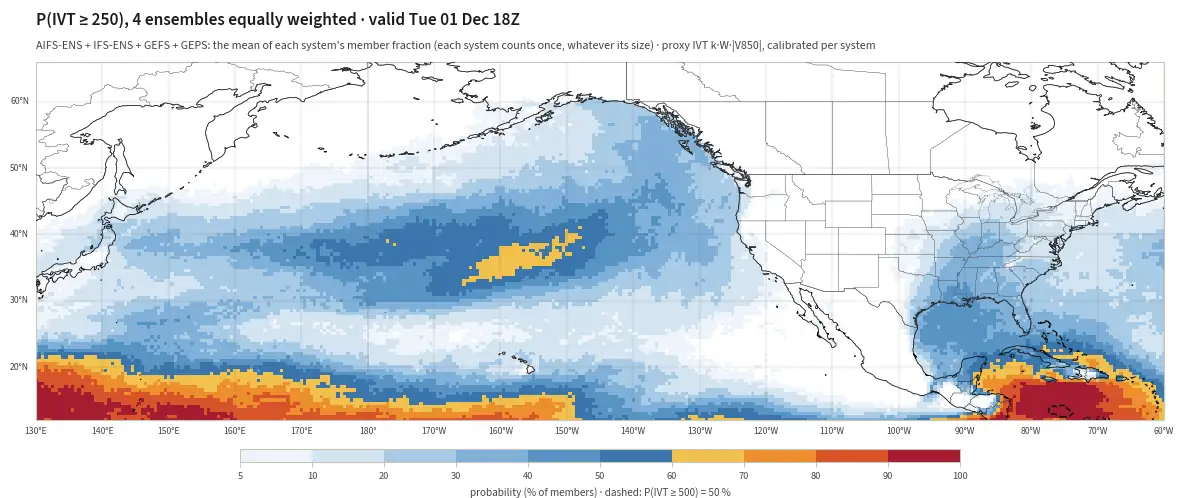 P(IVT ≥ 250), 4 ensembles equally weighted · valid Tue 01 Dec 18Z
AIFS-ENS + IFS-ENS + GEFS + GEPS: the mean of each system's member fraction (each system counts once, whatever its size) · proxy IVT k·W·|V850|, calibrated per system
60°N
50°N
40°N
30°N
20°N
130°E 140°E 150°E 160°E 170°E 180° 170°W 160°W 150°W 140°W 130°W 120°W 110°W 100°W 90°W 80°W 70°W 60°W
5 10 20 30 40 50 60 70 80 90 100
probability (% of members) · dashed: P(IVT ≥ 500) = 50 %